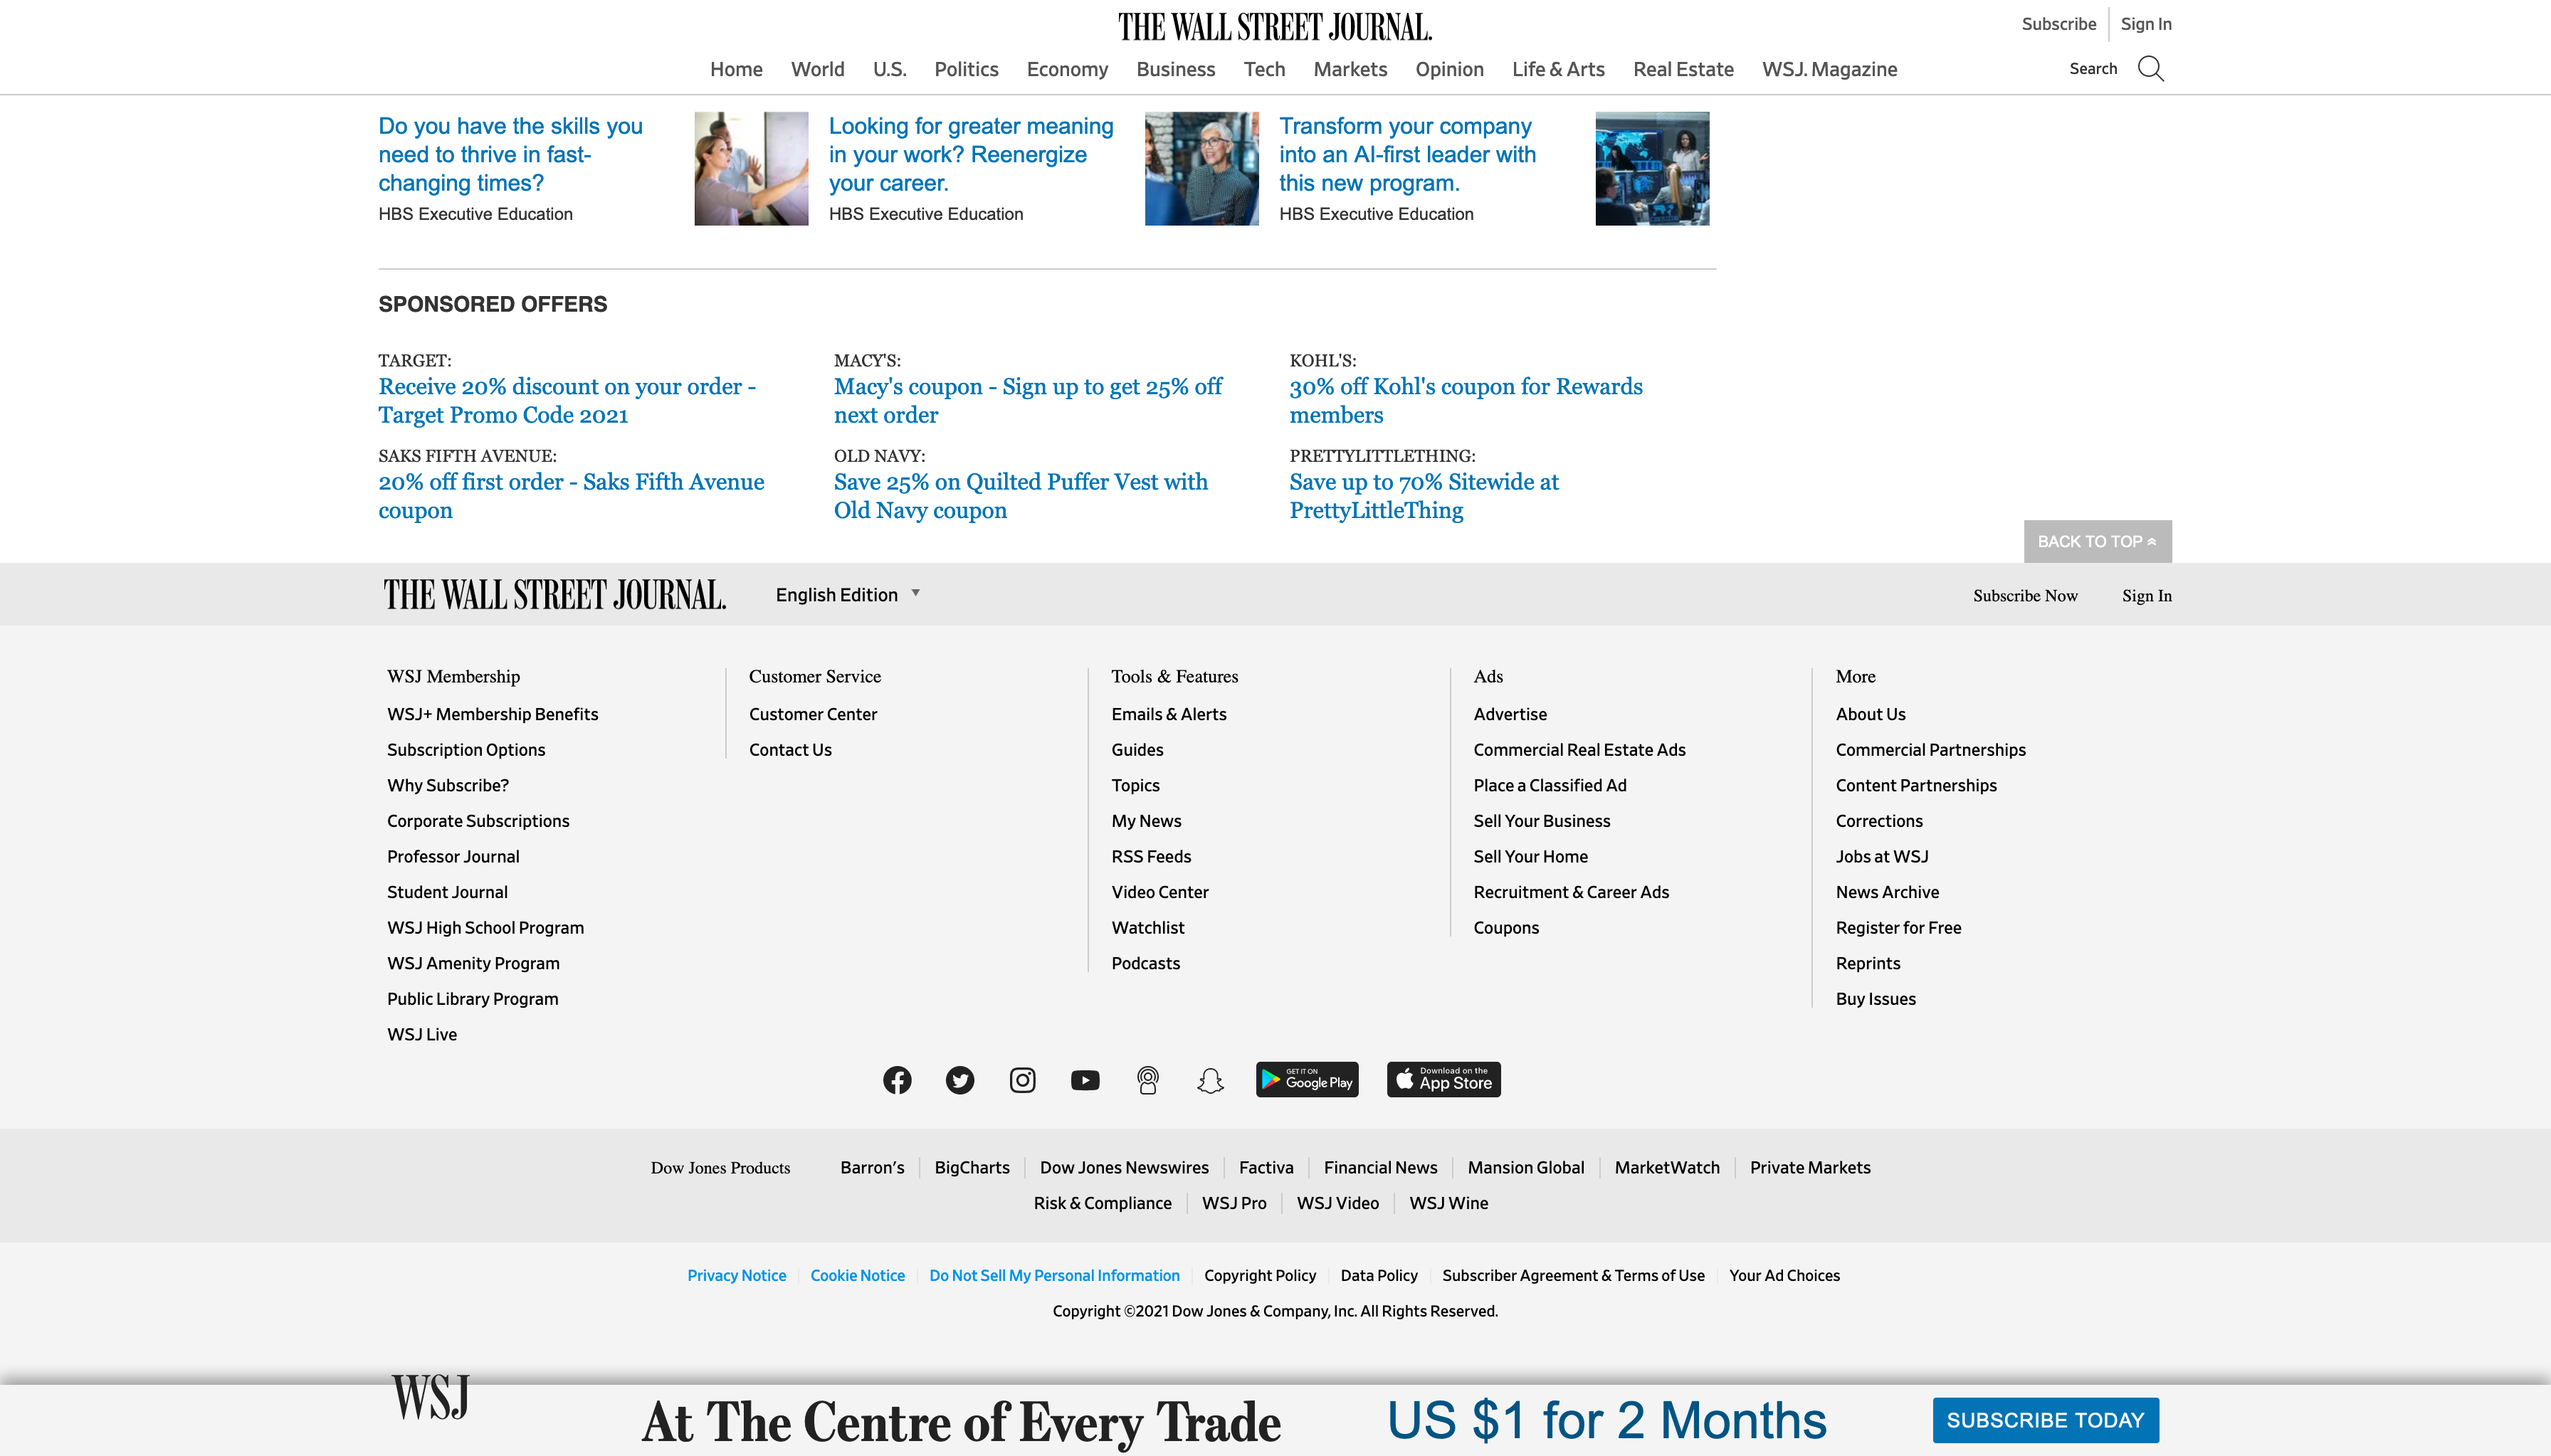 THE WALL STREET JOURNAL.
Subscribe
Sign In
Home World U.S. Politics Economy Business Tech Markets Opinion Life & Arts Real Estate WSJ. Magazine
Search
Do you have the skills you
need to thrive in fast-
changing times?
HBS Executive Education
Looking for greater meaning
in your work? Reenergize
your career.
HBS Executive Education
Transform your company
into an AI-first leader with
this new program.
HBS Executive Education
SPONSORED OFFERS
TARGET:
Receive 20% discount on your order -
Target Promo Code 2021
MACY'S:
Macy's coupon - Sign up to get 25% off
next order
KOHL'S:
30% off Kohl's coupon for Rewards
members
SAKS FIFTH AVENUE:
20% off first order - Saks Fifth Avenue
coupon
OLD NAVY:
Save 25% on Quilted Puffer Vest with
Old Navy coupon
PRETTYLITTLETHING:
Save up to 70% Sitewide at
PrettyLittleThing
BACK TO TOP
THE WALL STREET JOURNAL.
English Edition
Subscribe Now
Sign In
WSJ Membership
WSJ+ Membership Benefits
Subscription Options
Why Subscribe?
Corporate Subscriptions
Professor Journal
Student Journal
WSJ High School Program
WSJ Amenity Program
Public Library Program
WSJ Live
Customer Service
Customer Center
Contact Us
Tools & Features
Emails & Alerts
Guides
Topics
My News
RSS Feeds
Video Center
Watchlist
Podcasts
Ads
Advertise
Commercial Real Estate Ads
Place a Classified Ad
Sell Your Business
Sell Your Home
Recruitment & Career Ads
Coupons
More
About Us
Commercial Partnerships
Content Partnerships
Corrections
Jobs at WSJ
News Archive
Register for Free
Reprints
Buy Issues
GET IT ON
Google Play
Download on the
App Store
Dow Jones Products
Barron's BigCharts Dow Jones Newswires Factiva Financial News Mansion Global MarketWatch Private Markets
Risk & Compliance WSJ Pro WSJ Video WSJ Wine
Privacy Notice Cookie Notice Do Not Sell My Personal Information Copyright Policy Data Policy Subscriber Agreement & Terms of Use Your Ad Choices
Copyright ©2021 Dow Jones & Company, Inc. All Rights Reserved.
WSJ
At The Centre of Every Trade
US $1 for 2 Months
SUBSCRIBE TODAY